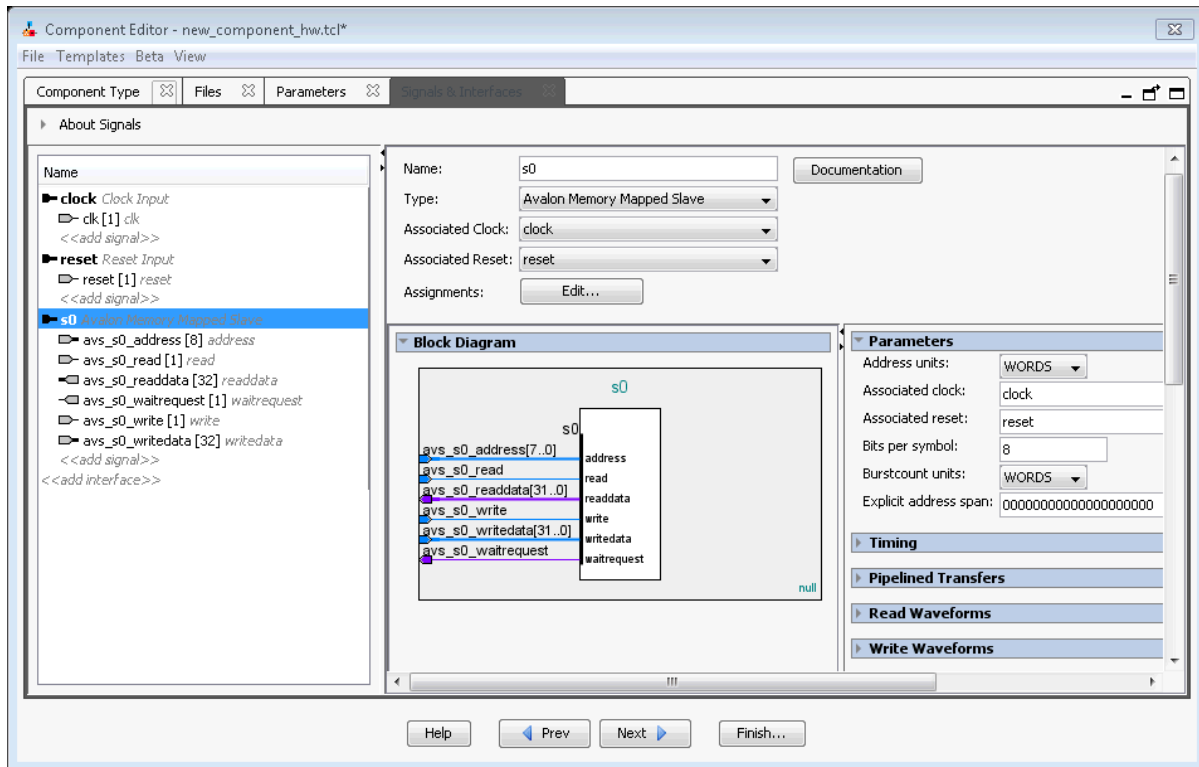 Component Editor - new_component_hw.tcl*
File Templates Beta View
Component Type Files Parameters Signals & Interfaces
About Signals
Name
clock Clock Input
clk [1] clk
<<add signal>>
reset Reset Input
reset [1] reset
<<add signal>>
s0 Avalon Memory Mapped Slave
avs_s0_address [8] address
avs_s0_read [1] read
avs_s0_readdata [32] readdata
avs_s0_waitrequest [1] waitrequest
avs_s0_write [1] write
avs_s0_writedata [32] writedata
<<add signal>>
<<add interface>>
Name: s0 Documentation
Type: Avalon Memory Mapped Slave
Associated Clock: clock
Associated Reset: reset
Assignments: Edit...
Block Diagram
s0
s0
avs_s0_address[7..0] address
avs_s0_read read
avs_s0_readdata[31..0] readdata
avs_s0_write write
avs_s0_writedata[31..0] writedata
avs_s0_waitrequest waitrequest
null
Parameters
Address units: WORDS
Associated clock: clock
Associated reset: reset
Bits per symbol: 8
Burstcount units: WORDS
Explicit address span: 00000000000000000000
Timing
Pipelined Transfers
Read Waveforms
Write Waveforms
Help Prev Next Finish...